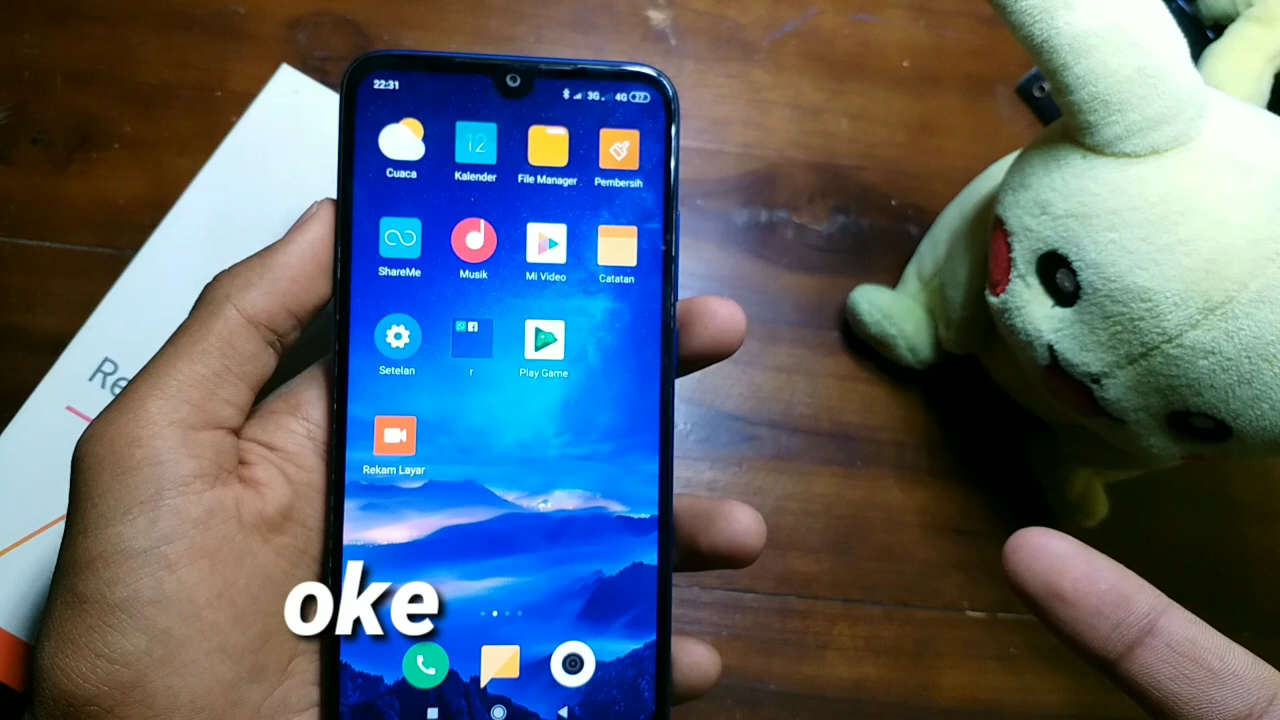 22:31
3G 4G 37
12
Cuaca Kalender File Manager Pembersih
ShareMe Musik Mi Video Catatan
Setelan r Play Game
Rekam Layar
Re
oke